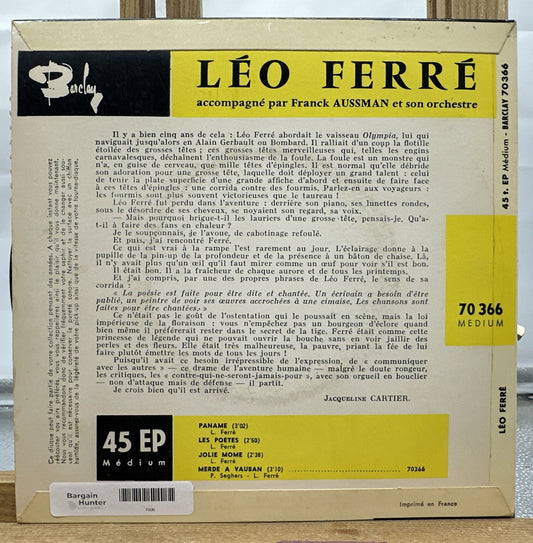 Barclay
LÉO FERRÉ
accompagné par Franck AUSSMAN et son orchestre
Il y a bien cinq ans de cela : Léo Ferré abordait le vaisseau Olympia, lui qui
naviguait jusqu'alors en Alain Gerbault ou Bombard. Il ralliait d'un coup la flotille
étoilée des grosses têtes ; ces grosses têtes merveilleuses qui, telles les engins
carnavalesques, déchaînent l'enthousiasme de la foule. La foule est un monstre qui
n'a, en guise de cerveau, que mille têtes d'épingles. Il est normal qu'elle débride
son adoration pour une grosse tête, laquelle doit déployer un grand talent : celui
de tenir la plate superficie d'une grande affiche d'abord et ensuite de faire face
à ces têtes d'épingles : une corrida contre des fourmis. Parlez-en aux voyageurs :
les fourmis sont plus souvent victorieuses que le taureau !
Léo Ferré fut perdu dans l'aventure : derrière son piano, ses lunettes rondes,
sous le désordre de ses cheveux, se noyaient son regard, sa voix.
— Mais pourquoi brigue-t-il les lauriers d'une grosse tête, pensais-je. Qu'a-
t-il à faire des fans en chaleur ?
Je le soupçonnais, je l'avoue, de cabotinage refoulé.
Et puis, j'ai rencontré Ferré.
Ce qui est vrai à la rampe l'est rarement au jour. L'éclairage donne à la
pupille de la pin-up de la profondeur et de la présence à un bâton de chaise. Là,
il n'y avait plus que l'œil qu'il faut mirer comme un œuf pour voir s'il est bon.
Il était bon. Il a la fraîcheur de chaque aurore et de tous les printemps.
Et j'ai compris, par une des propres phrases de Léo Ferré, le sens de sa
corrida :
« La poésie est faite pour être dite et chantée. Un écrivain a besoin d'être
publié, un peintre de voir ses œuvres accrochées à une cimaise. Les chansons sont
faites pour être chantées. »
Ce n'était pas le goût de l'ostentation qui le poussait en scène, mais la loi
impérieuse de la floraison : vous n'empêchez pas un bourgeon d'éclore quand
bien même il préférerait rester dans le secret de la tige. Ferré était comme cette
princesse de légende qui ne pouvait ouvrir la bouche sans en voir jaillir des
perles et des fleurs. Elle était très malheureuse, la pauvre, priant la fée de lui
faire plutôt émettre les mots de tous les jours !
Puisqu'il avait ce besoin irrépressible de l'expression, de « communiquer
avec les autres » — ce drame de l'aventure humaine — malgré le doute rongeur,
les critiques, les « contre-qui-ne-seront-jamais-pour », avec son orgueil en bouclier
— non d'attaque mais de défense — il partit.
Je crois bien qu'il est arrivé.
Jacqueline CARTIER.
45 EP
Médium
PANAME (3'02)
L. Ferré
LES POETES (2'50)
L. Ferré
JOLIE MOME (2'38)
L. Ferré
MERDE A VAUBAN (3'10) 70366
P. Seghers - L. Ferré
Imprimé en France
Bargain
Hunter
45 t. EP Médium - BARCLAY 70366
70 366
MEDIUM
LÉO FERRÉ
Ce disque peut faire partie de votre collection pendant des années. A chaque instant vous pouvez